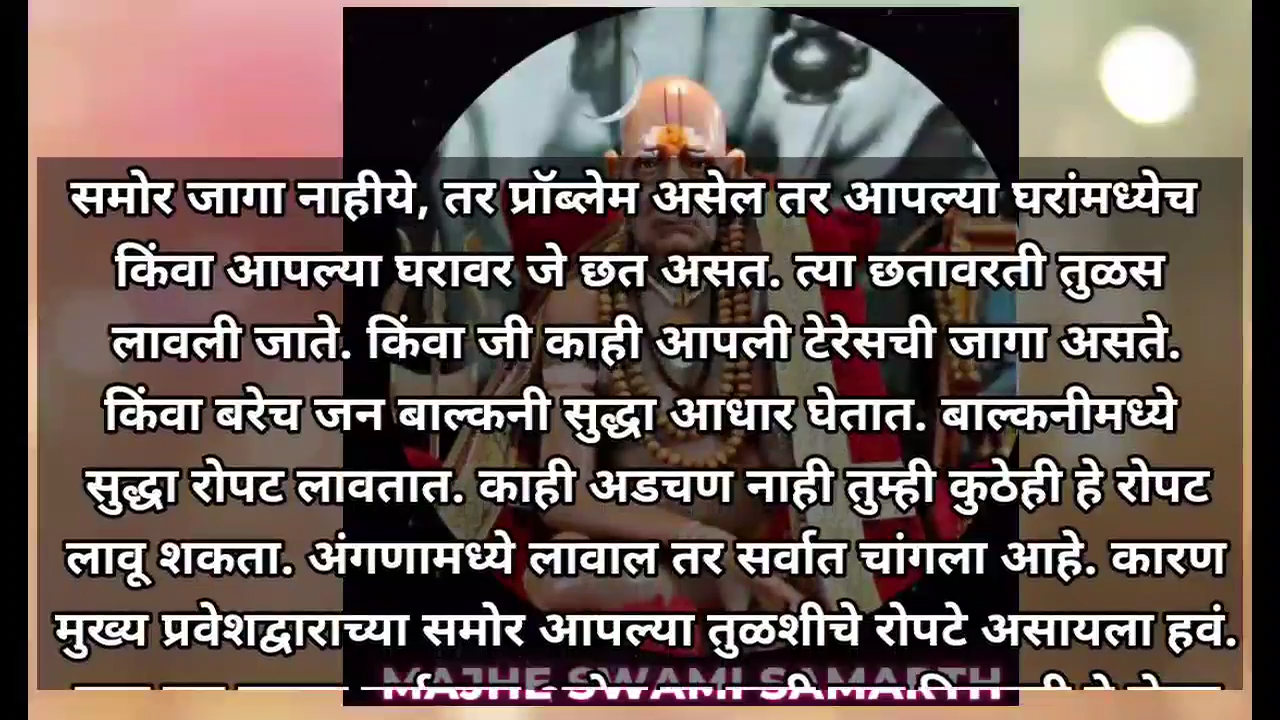 समोर जागा नाहीये, तर प्रॉब्लेम असेल तर आपल्या घरांमध्येच
किंवा आपल्या घरावर जे छत असत. त्या छतावरती तुळस
लावली जाते. किंवा जी काही आपली टेरेसची जागा असते.
किंवा बरेच जन बाल्कनी सुद्धा आधार घेतात. बाल्कनीमध्ये
सुद्धा रोपट लावतात. काही अडचण नाही तुम्ही कुठेही हे रोपट
लावू शकता. अंगणामध्ये लावाल तर सर्वात चांगला आहे. कारण
मुख्य प्रवेशद्वाराच्या समोर आपल्या तुळशीचे रोपटे असायला हवं.
MAJHE SWAMI SAMARTH